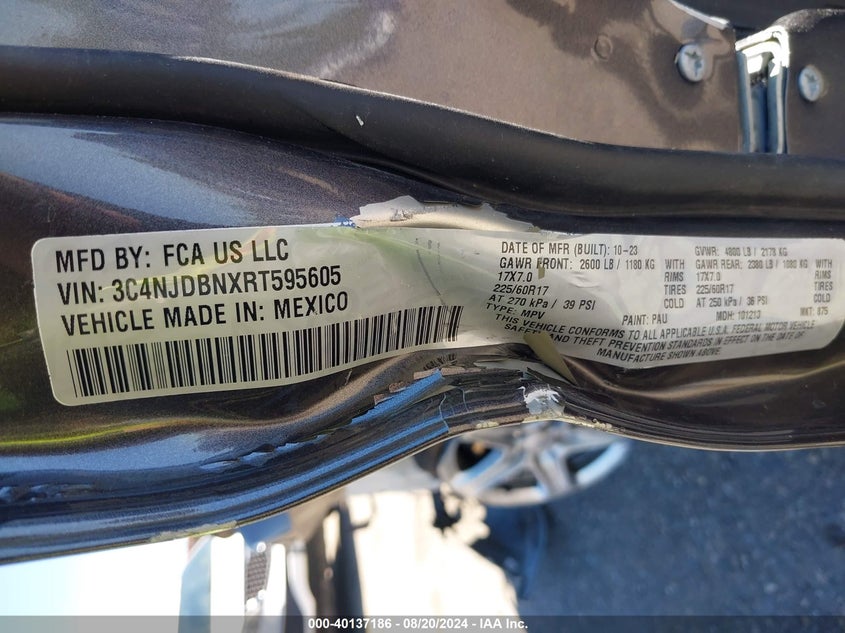 MFD BY: FCA US LLC
VIN: 3C4NJDBNXRT595605
VEHICLE MADE IN: MEXICO
DATE OF MFR (BUILT): 10-23 GVWR: 4800 LB / 2178 KG
GAWR FRONT: 2600 LB / 1180 KG WITH GAWR REAR: 2380 LB / 1080 KG WITH
17X7.0 RIMS 17X7.0 RIMS
225/60R17 TIRES 225/60R17 TIRES
AT 270 kPa / 39 PSI COLD AT 250 kPa / 36 PSI COLD
TYPE: MPV PAINT: PAU MDH: 101213 MKT: 875
THIS VEHICLE CONFORMS TO ALL APPLICABLE U.S.A. FEDERAL MOTOR VEHICLE
SAFETY AND THEFT PREVENTION STANDARDS IN EFFECT ON THE DATE OF
MANUFACTURE SHOWN ABOVE.
000-40137186 - 08/20/2024 - IAA Inc.